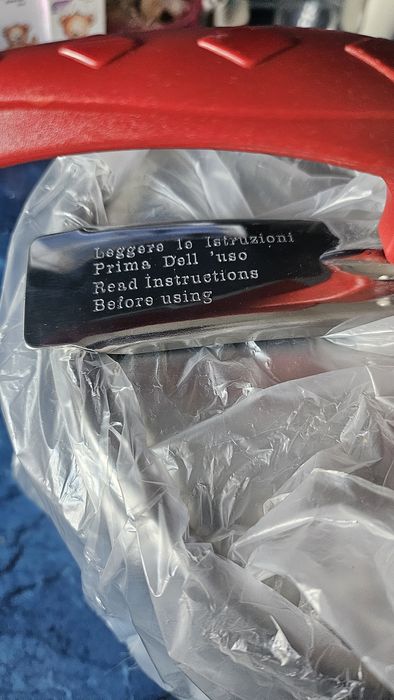 Leggere le Istruzioni
Prima Dell 'uso
Read Instructions
Before using